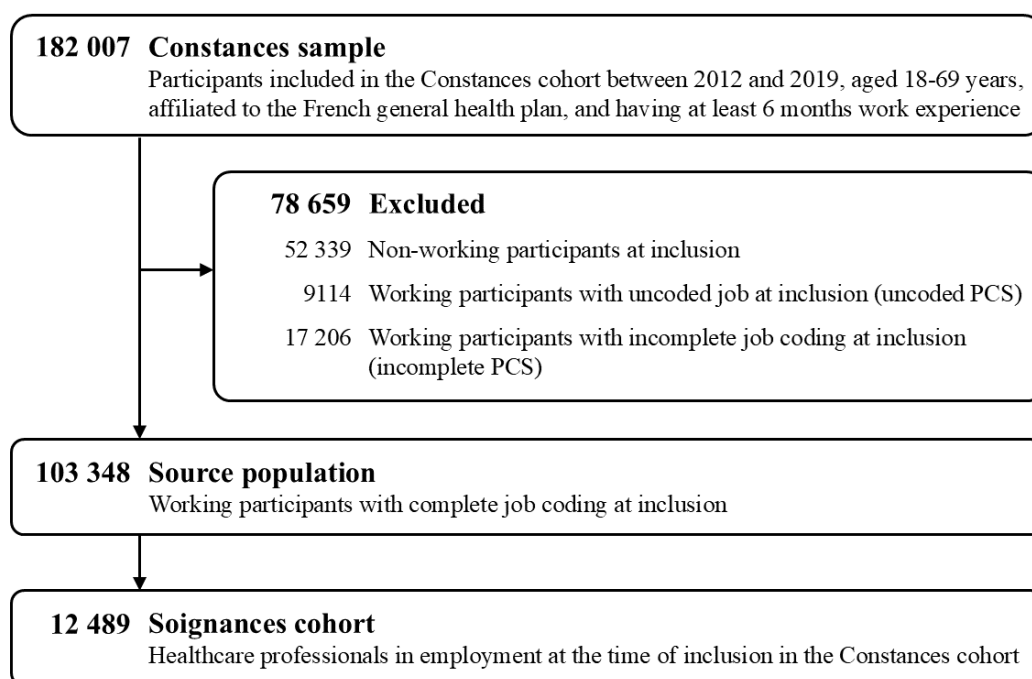 182 007 Constances sample
Participants included in the Constances cohort between 2012 and 2019, aged 18-69 years,
affiliated to the French general health plan, and having at least 6 months work experience
78 659 Excluded
52 339 Non-working participants at inclusion
9114 Working participants with uncoded job at inclusion (uncoded PCS)
17 206 Working participants with incomplete job coding at inclusion
(incomplete PCS)
103 348 Source population
Working participants with complete job coding at inclusion
12 489 Soignances cohort
Healthcare professionals in employment at the time of inclusion in the Constances cohort